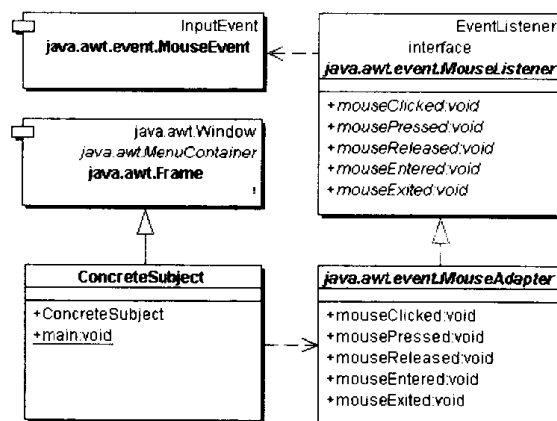 InputEvent
java.awt.event.MouseEvent
EventListener
interface
java.awt.event.MouseListener
+mouseClicked:void
+mousePressed:void
+mouseReleased:void
+mouseEntered:void
+mouseExited:void
java.awt.Window
java.awt.MenuContainer
java.awt.Frame
ConcreteSubject
+ConcreteSubject
+main:void
java.awt.event.MouseAdapter
+mouseClicked:void
+mousePressed:void
+mouseReleased:void
+mouseEntered:void
+mouseExited:void